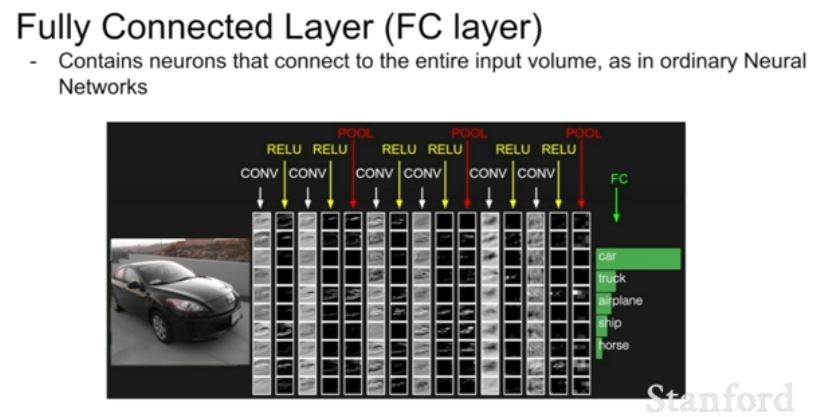 Fully Connected Layer (FC layer)
- Contains neurons that connect to the entire input volume, as in ordinary Neural
Networks
POOL POOL POOL
RELU RELU RELU RELU RELU RELU
CONV CONV CONV CONV CONV CONV FC
car
truck
airplane
ship
horse
Stanford